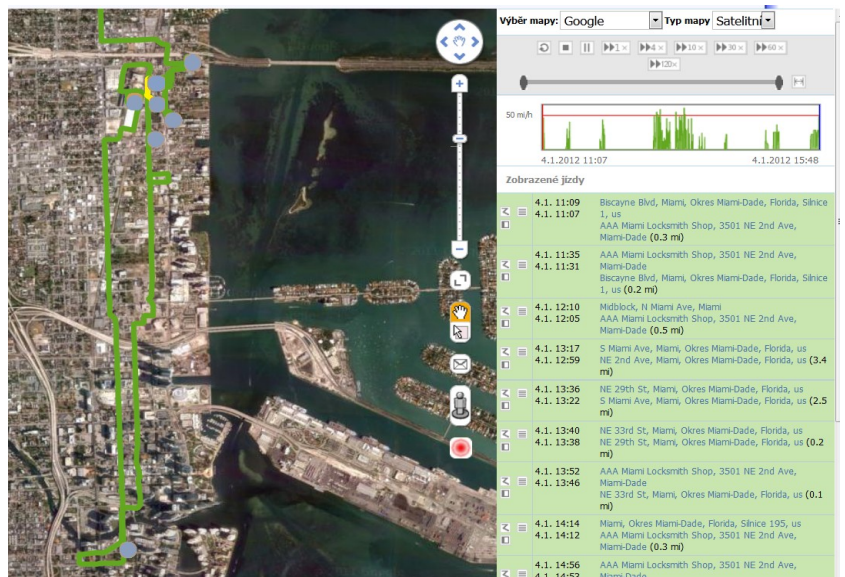 Výběr mapy: Google Typ mapy Satelitní
1× 4× 10× 30× 60×
120×
50 mi/h
4.1.2012 11:07 4.1.2012 15:48
Zobrazené jízdy
4.1. 11:09 Biscayne Blvd, Miami, Okres Miami-Dade, Florida, Silnice
4.1. 11:07 1, us
AAA Miami Locksmith Shop, 3501 NE 2nd Ave,
Miami-Dade (0.3 mi)
4.1. 11:35 AAA Miami Locksmith Shop, 3501 NE 2nd Ave,
4.1. 11:31 Miami-Dade
Biscayne Blvd, Miami, Okres Miami-Dade, Florida, Silnice
1, us (0.2 mi)
4.1. 12:10 Midblock, N Miami Ave, Miami
4.1. 12:05 AAA Miami Locksmith Shop, 3501 NE 2nd Ave,
Miami-Dade (0.5 mi)
4.1. 13:17 S Miami Ave, Miami, Okres Miami-Dade, Florida, us
4.1. 12:59 NE 2nd Ave, Miami, Okres Miami-Dade, Florida, us (3.4
mi)
4.1. 13:36 NE 29th St, Miami, Okres Miami-Dade, Florida, us
4.1. 13:22 S Miami Ave, Miami, Okres Miami-Dade, Florida, us (2.5
mi)
4.1. 13:40 NE 33rd St, Miami, Okres Miami-Dade, Florida, us
4.1. 13:38 NE 29th St, Miami, Okres Miami-Dade, Florida, us (0.2
mi)
4.1. 13:52 AAA Miami Locksmith Shop, 3501 NE 2nd Ave,
4.1. 13:46 Miami-Dade
NE 33rd St, Miami, Okres Miami-Dade, Florida, us (0.1
mi)
4.1. 14:14 Miami, Okres Miami-Dade, Florida, Silnice 195, us
4.1. 14:12 AAA Miami Locksmith Shop, 3501 NE 2nd Ave,
Miami-Dade (0.3 mi)
4.1. 14:56 AAA Miami Locksmith Shop, 3501 NE 2nd Ave,
4.1. 14:53 Miami-Dade